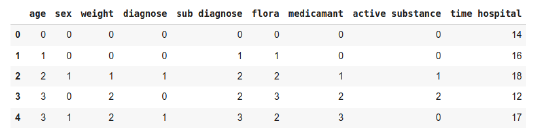 age sex weight diagnose sub diagnose flora medicamant active substance time hospital
0 0 0 0 0 0 0 0 0 14
1 1 0 0 0 1 1 0 0 16
2 2 1 1 1 2 2 1 1 18
3 3 0 2 0 2 3 2 2 12
4 3 1 2 1 3 2 3 0 17